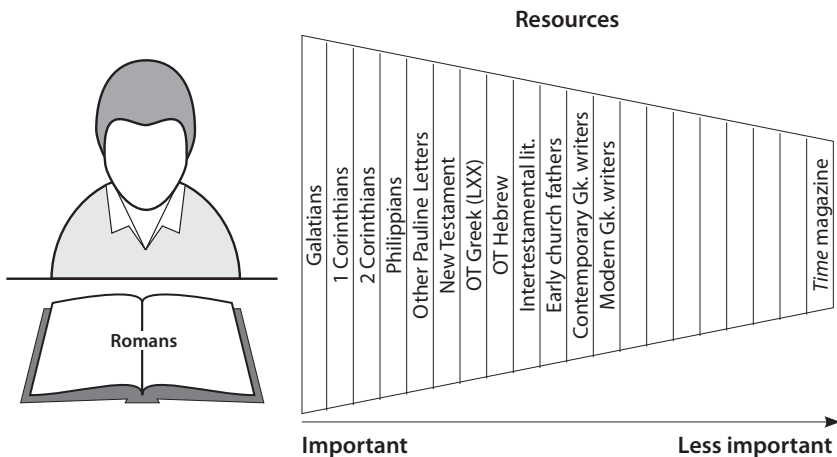 Resources
Galatians
1 Corinthians
2 Corinthians
Philippians
Other Pauline Letters
New Testament
OT Greek (LXX)
OT Hebrew
Intertestamental lit.
Early church fathers
Contemporary Gk. writers
Modern Gk. writers
Time magazine
Romans
Important
Less important